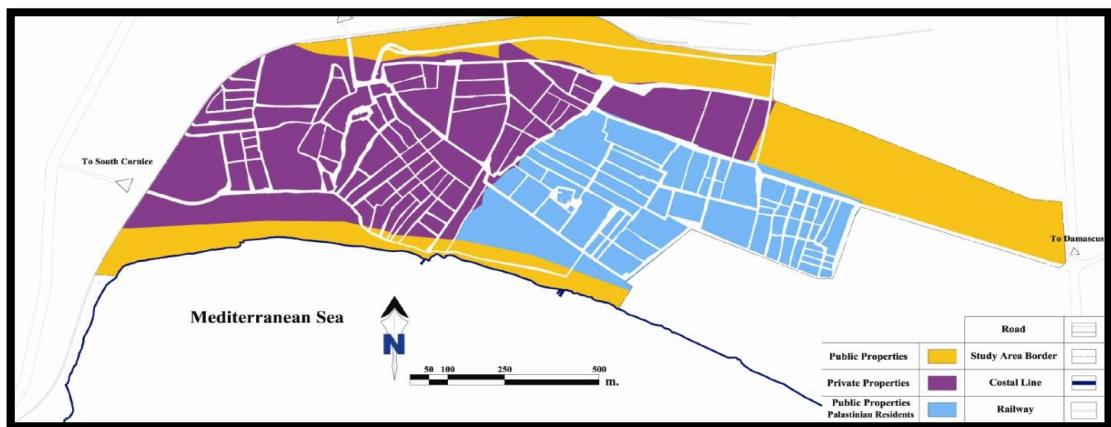 To South Cornice
To Damascus
Mediterranean Sea
N
50 100 250 500
m.
Road
Public Properties
Study Area Border
Private Properties
Costal Line
Public Properties
Palastinian Residents
Railway